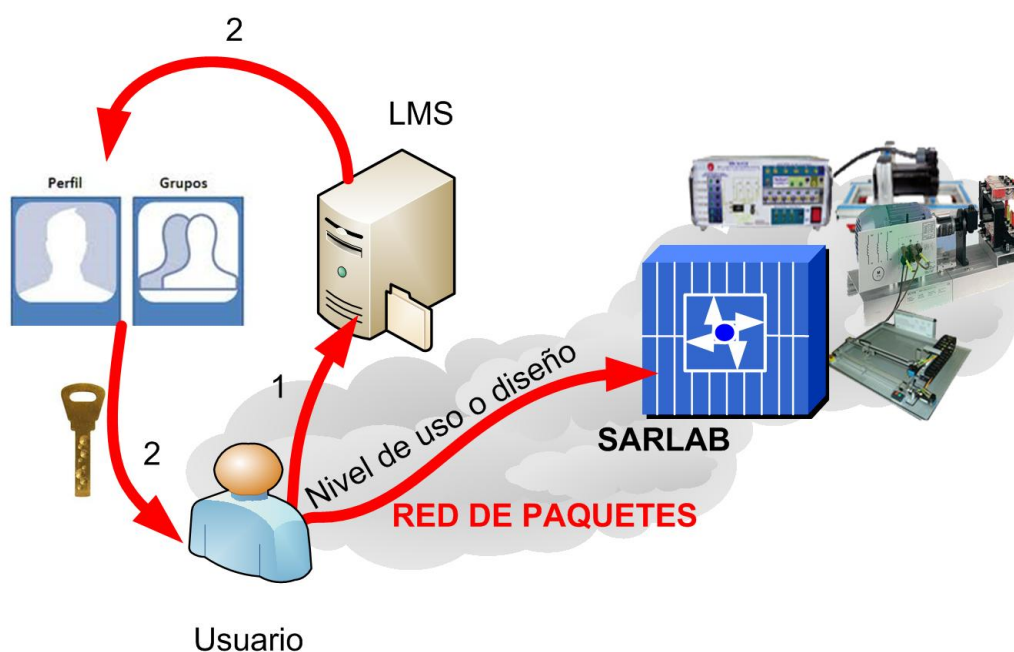 2
LMS
Perfil
Grupos
1
Nivel de uso o diseño
SARLAB
2
RED DE PAQUETES
Usuario